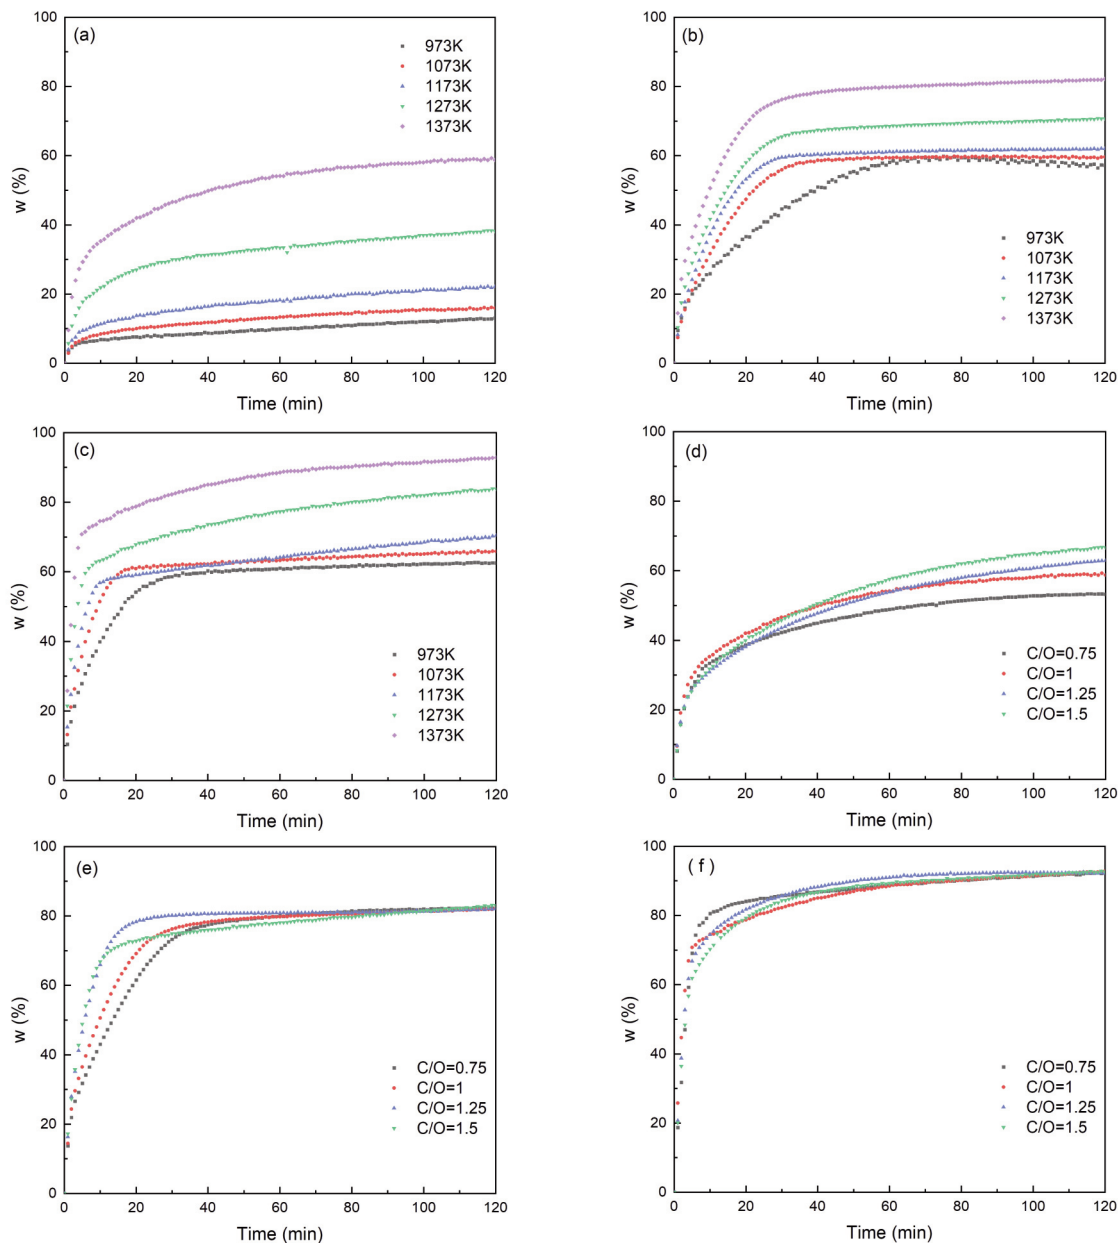 (a)
973K
1073K
1173K
1273K
1373K
100
80
60
40
20
0
w (%)
0 20 40 60 80 100 120
Time (min)
(b)
973K
1073K
1173K
1273K
1373K
100
80
60
40
20
0
w (%)
0 20 40 60 80 100 120
Time (min)
(c)
973K
1073K
1173K
1273K
1373K
100
80
60
40
20
0
w (%)
0 20 40 60 80 100 120
Time (min)
(d)
C/O=0.75
C/O=1
C/O=1.25
C/O=1.5
100
80
60
40
20
0
w (%)
0 20 40 60 80 100 120
Time (min)
(e)
C/O=0.75
C/O=1
C/O=1.25
C/O=1.5
100
80
60
40
20
0
w (%)
0 20 40 60 80 100 120
Time (min)
( f )
C/O=0.75
C/O=1
C/O=1.25
C/O=1.5
100
80
60
40
20
0
w (%)
0 20 40 60 80 100 120
Time (min)